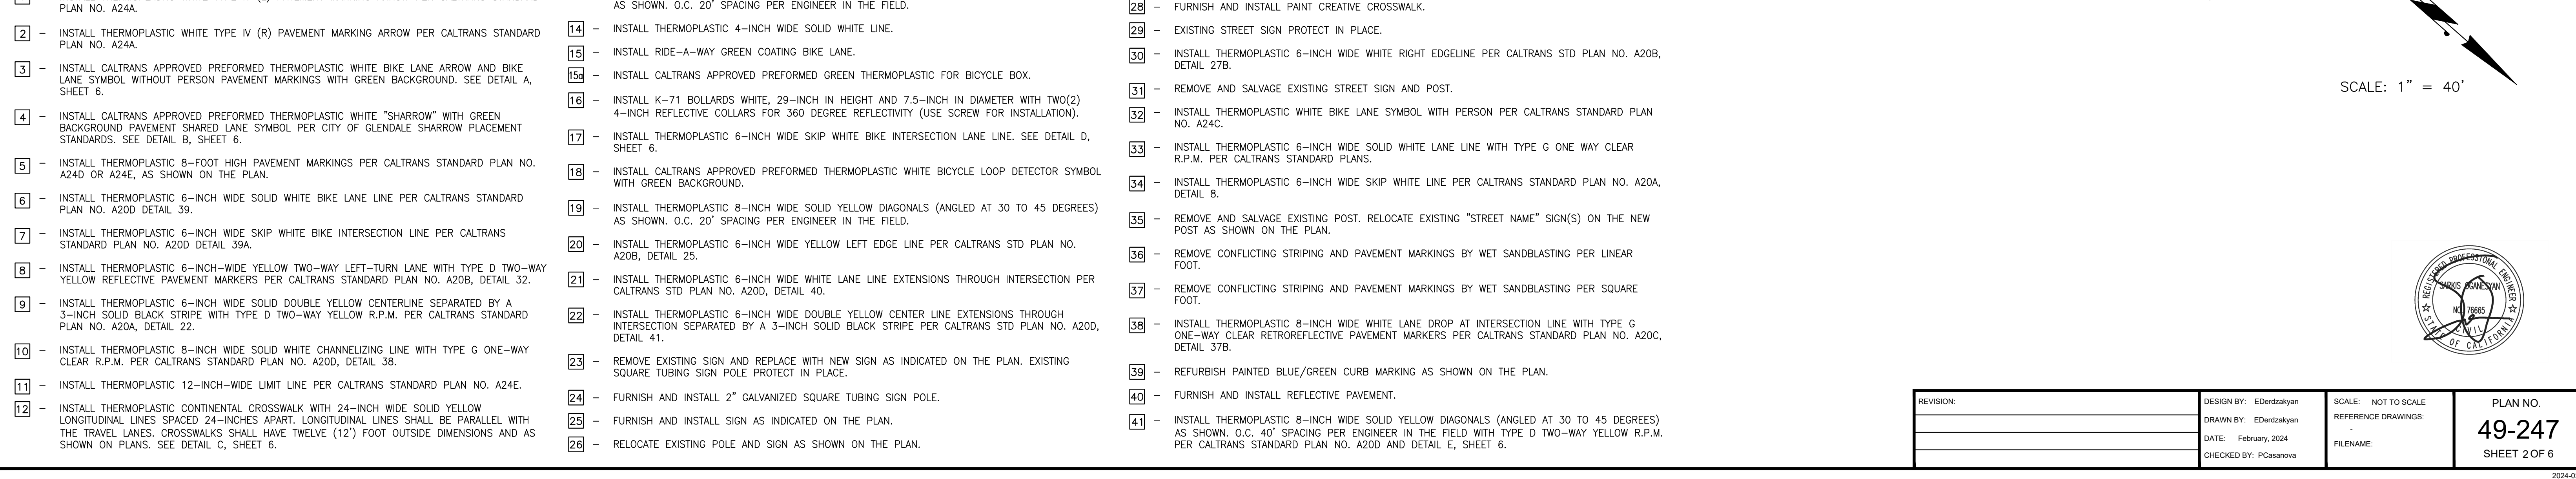 PLAN NO. A24A.
2 – INSTALL THERMOPLASTIC WHITE TYPE IV (R) PAVEMENT MARKING ARROW PER CALTRANS STANDARD
PLAN NO. A24A.
3 – INSTALL CALTRANS APPROVED PREFORMED THERMOPLASTIC WHITE BIKE LANE ARROW AND BIKE
LANE SYMBOL WITHOUT PERSON PAVEMENT MARKINGS WITH GREEN BACKGROUND. SEE DETAIL A,
SHEET 6.
4 – INSTALL CALTRANS APPROVED PREFORMED THERMOPLASTIC WHITE "SHARROW" WITH GREEN
BACKGROUND PAVEMENT SHARED LANE SYMBOL PER CITY OF GLENDALE SHARROW PLACEMENT
STANDARDS. SEE DETAIL B, SHEET 6.
5 – INSTALL THERMOPLASTIC 8–FOOT HIGH PAVEMENT MARKINGS PER CALTRANS STANDARD PLAN NO.
A24D OR A24E, AS SHOWN ON THE PLAN.
6 – INSTALL THERMOPLASTIC 6–INCH WIDE SOLID WHITE BIKE LANE LINE PER CALTRANS STANDARD
PLAN NO. A20D DETAIL 39.
7 – INSTALL THERMOPLASTIC 6–INCH WIDE SKIP WHITE BIKE INTERSECTION LINE PER CALTRANS
STANDARD PLAN NO. A20D DETAIL 39A.
8 – INSTALL THERMOPLASTIC 6–INCH–WIDE YELLOW TWO–WAY LEFT–TURN LANE WITH TYPE D TWO–WAY
YELLOW REFLECTIVE PAVEMENT MARKERS PER CALTRANS STANDARD PLAN NO. A20B, DETAIL 32.
9 – INSTALL THERMOPLASTIC 6–INCH WIDE SOLID DOUBLE YELLOW CENTERLINE SEPARATED BY A
3–INCH SOLID BLACK STRIPE WITH TYPE D TWO–WAY YELLOW R.P.M. PER CALTRANS STANDARD
PLAN NO. A20A, DETAIL 22.
10 – INSTALL THERMOPLASTIC 8–INCH WIDE SOLID WHITE CHANNELIZING LINE WITH TYPE G ONE–WAY
CLEAR R.P.M. PER CALTRANS STANDARD PLAN NO. A20D, DETAIL 38.
11 – INSTALL THERMOPLASTIC 12–INCH–WIDE LIMIT LINE PER CALTRANS STANDARD PLAN NO. A24E.
12 – INSTALL THERMOPLASTIC CONTINENTAL CROSSWALK WITH 24–INCH WIDE SOLID YELLOW
LONGITUDINAL LINES SPACED 24–INCHES APART. LONGITUDINAL LINES SHALL BE PARALLEL WITH
THE TRAVEL LANES. CROSSWALKS SHALL HAVE TWELVE (12') FOOT OUTSIDE DIMENSIONS AND AS
SHOWN ON PLANS. SEE DETAIL C, SHEET 6.
AS SHOWN. O.C. 20' SPACING PER ENGINEER IN THE FIELD.
14 – INSTALL THERMOPLASTIC 4–INCH WIDE SOLID WHITE LINE.
15 – INSTALL RIDE–A–WAY GREEN COATING BIKE LANE.
15a – INSTALL CALTRANS APPROVED PREFORMED GREEN THERMOPLASTIC FOR BICYCLE BOX.
16 – INSTALL K–71 BOLLARDS WHITE, 29–INCH IN HEIGHT AND 7.5–INCH IN DIAMETER WITH TWO(2)
4–INCH REFLECTIVE COLLARS FOR 360 DEGREE REFLECTIVITY (USE SCREW FOR INSTALLATION).
17 – INSTALL THERMOPLASTIC 6–INCH WIDE SKIP WHITE BIKE INTERSECTION LANE LINE. SEE DETAIL D,
SHEET 6.
18 – INSTALL CALTRANS APPROVED PREFORMED THERMOPLASTIC WHITE BICYCLE LOOP DETECTOR SYMBOL
WITH GREEN BACKGROUND.
19 – INSTALL THERMOPLASTIC 8–INCH WIDE SOLID YELLOW DIAGONALS (ANGLED AT 30 TO 45 DEGREES)
AS SHOWN. O.C. 20' SPACING PER ENGINEER IN THE FIELD.
20 – INSTALL THERMOPLASTIC 6–INCH WIDE YELLOW LEFT EDGE LINE PER CALTRANS STD PLAN NO.
A20B, DETAIL 25.
21 – INSTALL THERMOPLASTIC 6–INCH WIDE WHITE LANE LINE EXTENSIONS THROUGH INTERSECTION PER
CALTRANS STD PLAN NO. A20D, DETAIL 40.
22 – INSTALL THERMOPLASTIC 6–INCH WIDE DOUBLE YELLOW CENTER LINE EXTENSIONS THROUGH
INTERSECTION SEPARATED BY A 3–INCH SOLID BLACK STRIPE PER CALTRANS STD PLAN NO. A20D,
DETAIL 41.
23 – REMOVE EXISTING SIGN AND REPLACE WITH NEW SIGN AS INDICATED ON THE PLAN. EXISTING
SQUARE TUBING SIGN POLE PROTECT IN PLACE.
24 – FURNISH AND INSTALL 2" GALVANIZED SQUARE TUBING SIGN POLE.
25 – FURNISH AND INSTALL SIGN AS INDICATED ON THE PLAN.
26 – RELOCATE EXISTING POLE AND SIGN AS SHOWN ON THE PLAN.
28 – FURNISH AND INSTALL PAINT CREATIVE CROSSWALK.
29 – EXISTING STREET SIGN PROTECT IN PLACE.
30 – INSTALL THERMOPLASTIC 6–INCH WIDE WHITE RIGHT EDGELINE PER CALTRANS STD PLAN NO. A20B,
DETAIL 27B.
31 – REMOVE AND SALVAGE EXISTING STREET SIGN AND POST.
32 – INSTALL THERMOPLASTIC WHITE BIKE LANE SYMBOL WITH PERSON PER CALTRANS STANDARD PLAN
NO. A24C.
33 – INSTALL THERMOPLASTIC 6–INCH WIDE SOLID WHITE LANE LINE WITH TYPE G ONE WAY CLEAR
R.P.M. PER CALTRANS STANDARD PLANS.
34 – INSTALL THERMOPLASTIC 6–INCH WIDE SKIP WHITE LINE PER CALTRANS STANDARD PLAN NO. A20A,
DETAIL 8.
35 – REMOVE AND SALVAGE EXISTING POST. RELOCATE EXISTING "STREET NAME" SIGN(S) ON THE NEW
POST AS SHOWN ON THE PLAN.
36 – REMOVE CONFLICTING STRIPING AND PAVEMENT MARKINGS BY WET SANDBLASTING PER LINEAR
FOOT.
37 – REMOVE CONFLICTING STRIPING AND PAVEMENT MARKINGS BY WET SANDBLASTING PER SQUARE
FOOT.
38 – INSTALL THERMOPLASTIC 8–INCH WIDE WHITE LANE DROP AT INTERSECTION LINE WITH TYPE G
ONE–WAY CLEAR RETROREFLECTIVE PAVEMENT MARKERS PER CALTRANS STANDARD PLAN NO. A20C,
DETAIL 37B.
39 – REFURBISH PAINTED BLUE/GREEN CURB MARKING AS SHOWN ON THE PLAN.
40 – FURNISH AND INSTALL REFLECTIVE PAVEMENT.
41 – INSTALL THERMOPLASTIC 8–INCH WIDE SOLID YELLOW DIAGONALS (ANGLED AT 30 TO 45 DEGREES)
AS SHOWN. O.C. 40' SPACING PER ENGINEER IN THE FIELD WITH TYPE D TWO–WAY YELLOW R.P.M.
PER CALTRANS STANDARD PLAN NO. A20D AND DETAIL E, SHEET 6.
SCALE: 1" = 40'
REGISTERED PROFESSIONAL ENGINEER
SARKIS OGANESYAN
NO. 76665
CIVIL
STATE OF CALIFORNIA
REVISION:
DESIGN BY: EDerdzakyan
DRAWN BY: EDerdzakyan
DATE: February, 2024
CHECKED BY: PCasanova
SCALE: NOT TO SCALE
REFERENCE DRAWINGS:
-
FILENAME:
PLAN NO.
49-247
SHEET 2 OF 6